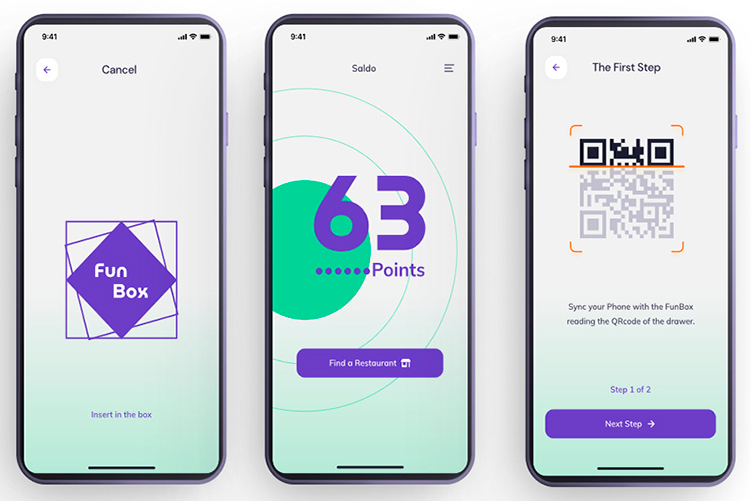 9:41
Cancel
Fun
Box
Insert in the box
9:41
Saldo
63
Points
Find a Restaurant
9:41
The First Step
Sync your Phone with the FunBox
reading the QRcode of the drawer.
Step 1 of 2
Next Step